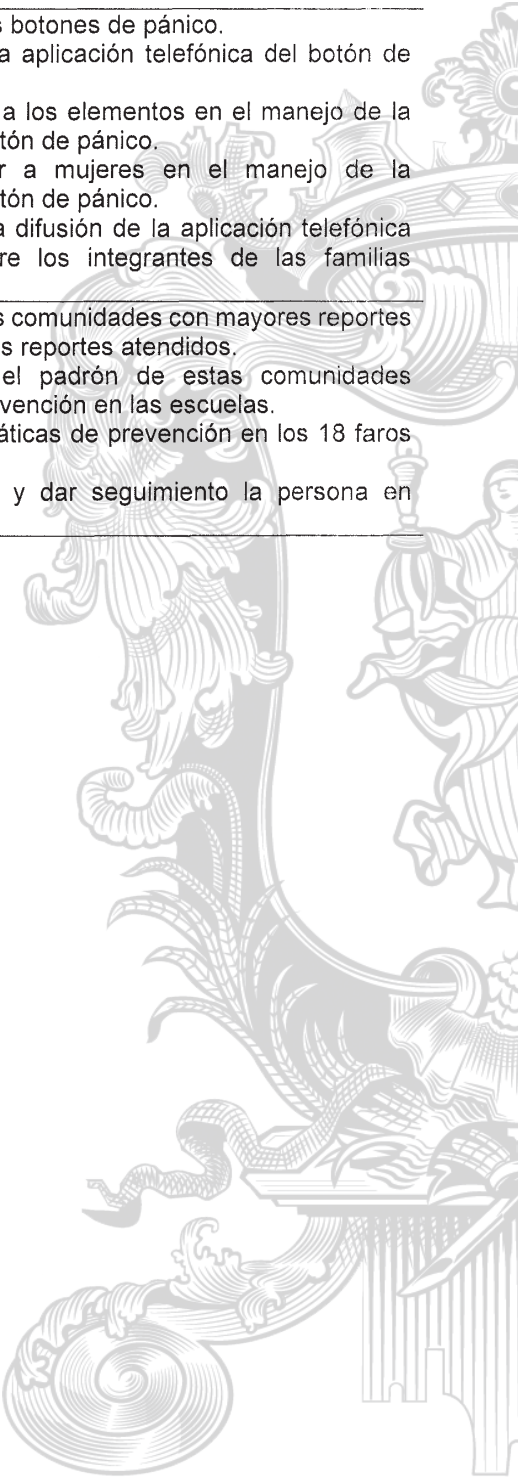 s botones de pánico.
a aplicación telefónica del botón de
a los elementos en el manejo de la
tón de pánico.
r a mujeres en el manejo de la
tón de pánico.
a difusión de la aplicación telefónica
re los integrantes de las familias
s comunidades con mayores reportes
s reportes atendidos.
el padrón de estas comunidades
vención en las escuelas.
áticas de prevención en los 18 faros
y dar seguimiento la persona en